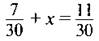 7/30 + x = 11/30